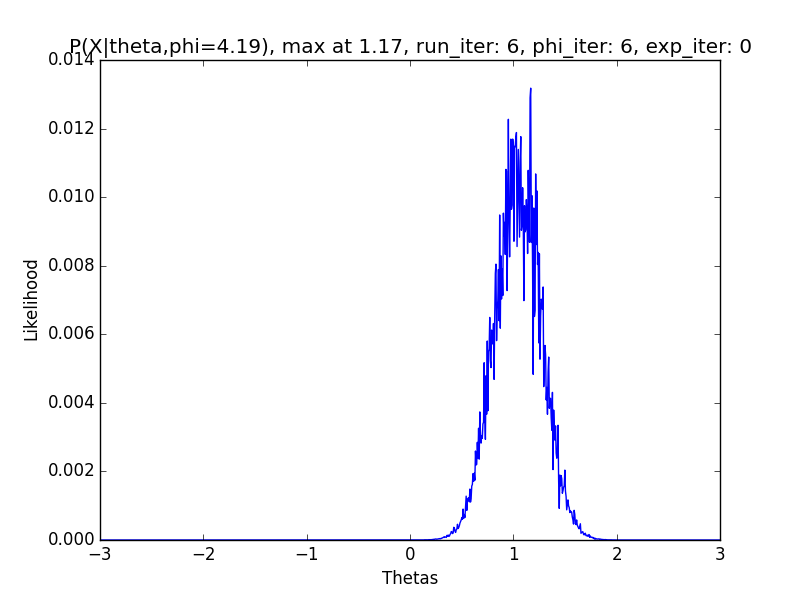 P(X|theta,phi=4.19), max at 1.17, run_iter: 6, phi_iter: 6, exp_iter: 0
0.014
0.012
0.010
0.008
0.006
0.004
0.002
0.000
Likelihood
−3 −2 −1 0 1 2 3
Thetas